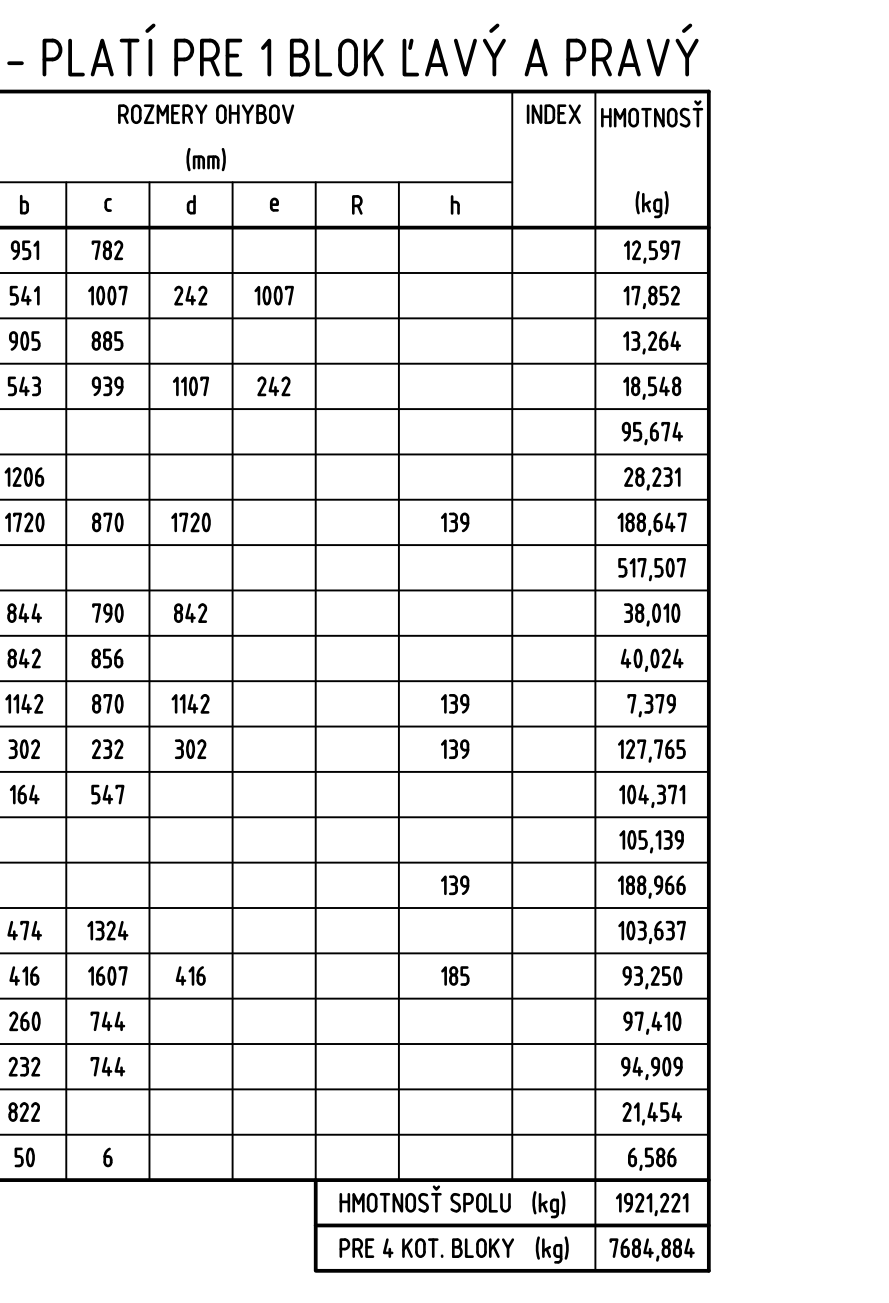 - PLATÍ PRE 1 BLOK ĽAVÝ A PRAVÝ
ROZMERY OHYBOV INDEX HMOTNOSŤ
(mm)
b c d e R h (kg)
951 782 12,597
541 1007 242 1007 17,852
905 885 13,264
543 939 1107 242 18,548
95,674
1206 28,231
1720 870 1720 139 188,647
517,507
844 790 842 38,010
842 856 40,024
1142 870 1142 139 7,379
302 232 302 139 127,765
164 547 104,371
105,139
139 188,966
474 1324 103,637
416 1607 416 185 93,250
260 744 97,410
232 744 94,909
822 21,454
50 6 6,586
HMOTNOSŤ SPOLU (kg) 1921,221
PRE 4 KOT. BLOKY (kg) 7684,884